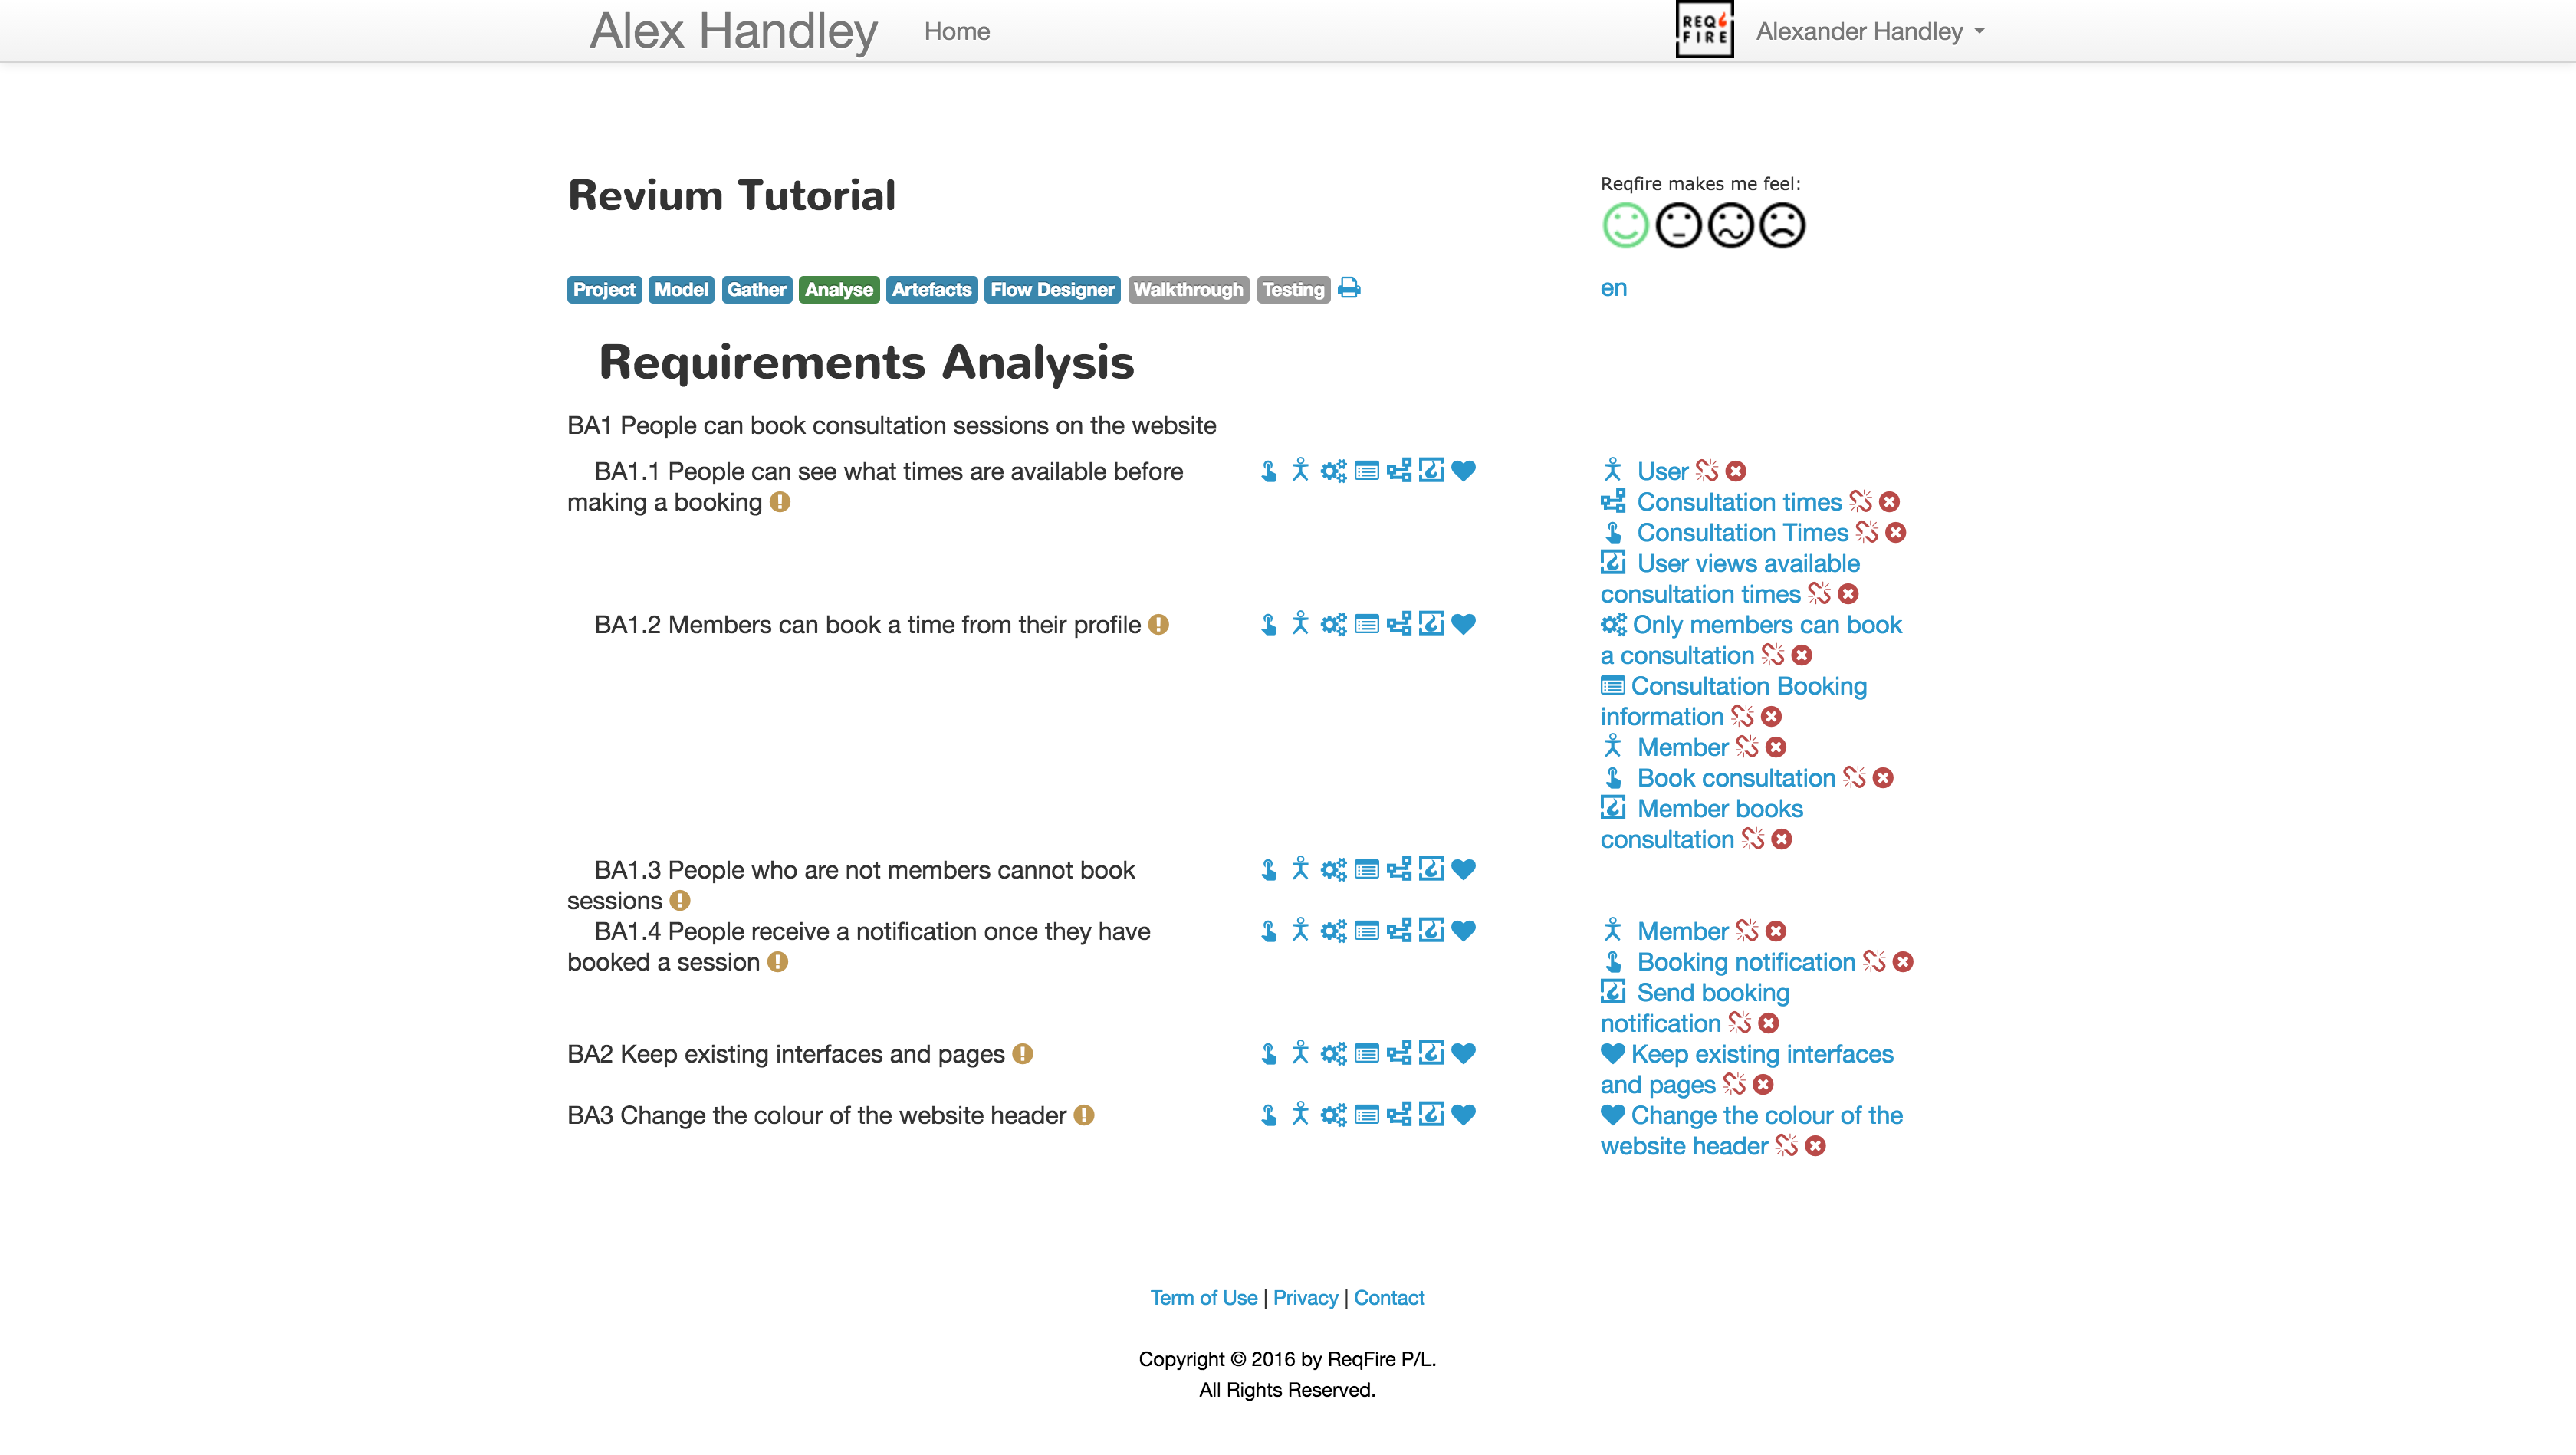 Alex Handley Home REQ FIRE Alexander Handley
Revium Tutorial
Reqfire makes me feel:
Project Model Gather Analyse Artefacts Flow Designer Walkthrough Testing
en
Requirements Analysis
BA1 People can book consultation sessions on the website
BA1.1 People can see what times are available before
making a booking
User
Consultation times
Consultation Times
User views available
consultation times
BA1.2 Members can book a time from their profile
Only members can book
a consultation
Consultation Booking
information
Member
Book consultation
Member books
consultation
BA1.3 People who are not members cannot book
sessions
BA1.4 People receive a notification once they have
booked a session
Member
Booking notification
Send booking
notification
BA2 Keep existing interfaces and pages
Keep existing interfaces
and pages
BA3 Change the colour of the website header
Change the colour of the
website header
Term of Use | Privacy | Contact
Copyright © 2016 by ReqFire P/L.
All Rights Reserved.